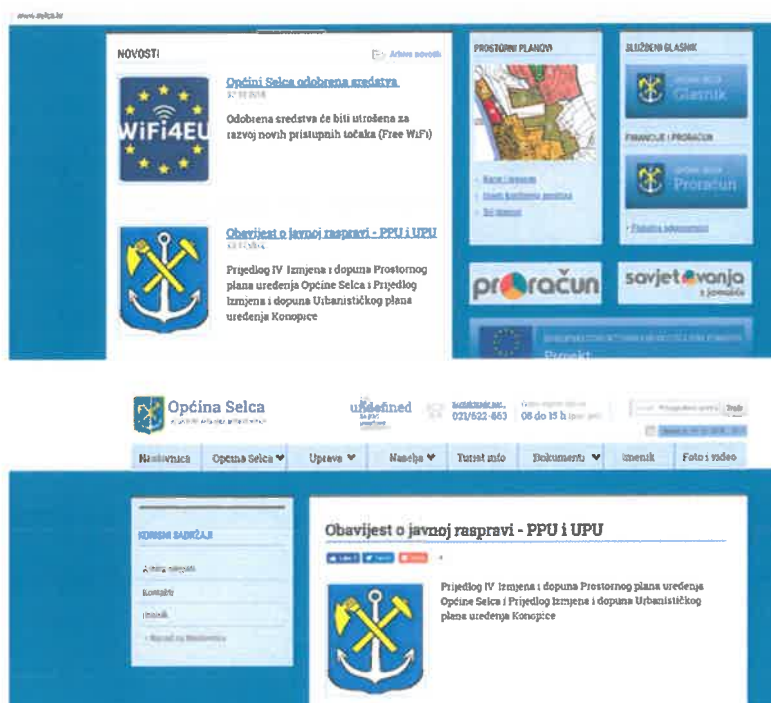 www.selca.hr
NOVOSTI
Arhiva novosti
Općini Selca odobrena sredstva
WiFi4EU
Odobrena sredstva će biti utrošena za
razvoj novih pristupnih točaka (Free WiFi)
Obavijest o javnoj raspravi - PPU i UPU
Prijedlog IV Izmjena i dopuna Prostornog
plana uređenja Općine Selca i Prijedlog
Izmjena i dopuna Urbanističkog plana
uređenja Konopice
PROSTORNI PLANOVI
SLUŽBENI GLASNIK
Glasnik
FINANCIJE I PRORAČUN
Proračun
proračun
savjetovanja
s javnošću
Projekt
Općina Selca
undefined
021/622-663
08 do 15 h
Traži
Naslovnica
Općina Selca
Uprava
Naselja
Turist info
Dokumenti
Imenik
Foto i video
KORISNI SADRŽAJI
Arhiva novosti
Kontakti
Imenik
Obavijest o javnoj raspravi - PPU i UPU
Prijedlog IV Izmjena i dopuna Prostornog plana uređenja
Općine Selca i Prijedlog Izmjene i dopuna Urbanističkog
plana uređenja Konopice